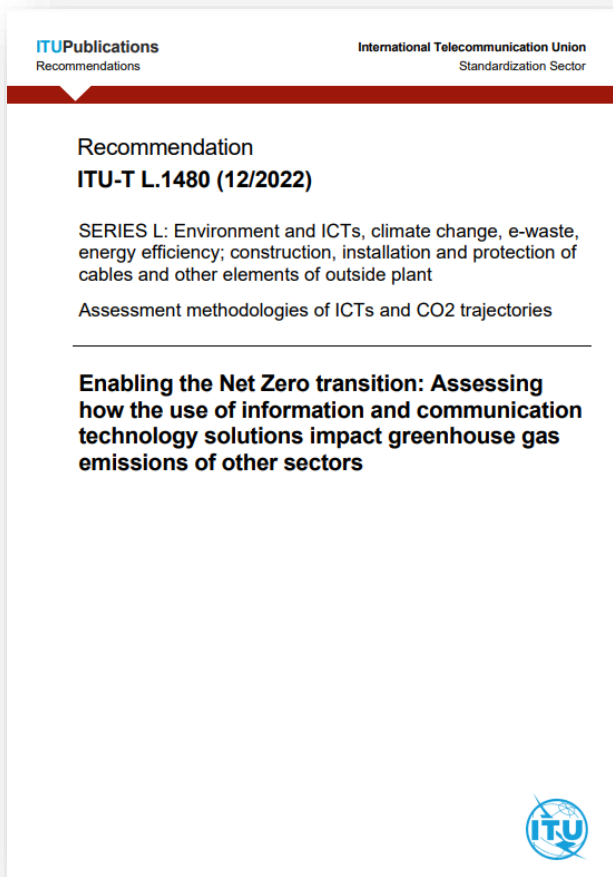 ITUPublications
International Telecommunication Union
Recommendations
Standardization Sector
Recommendation
ITU-T L.1480 (12/2022)
SERIES L: Environment and ICTs, climate change, e-waste,
energy efficiency; construction, installation and protection of
cables and other elements of outside plant
Assessment methodologies of ICTs and CO2 trajectories
Enabling the Net Zero transition: Assessing
how the use of information and communication
technology solutions impact greenhouse gas
emissions of other sectors
ITU